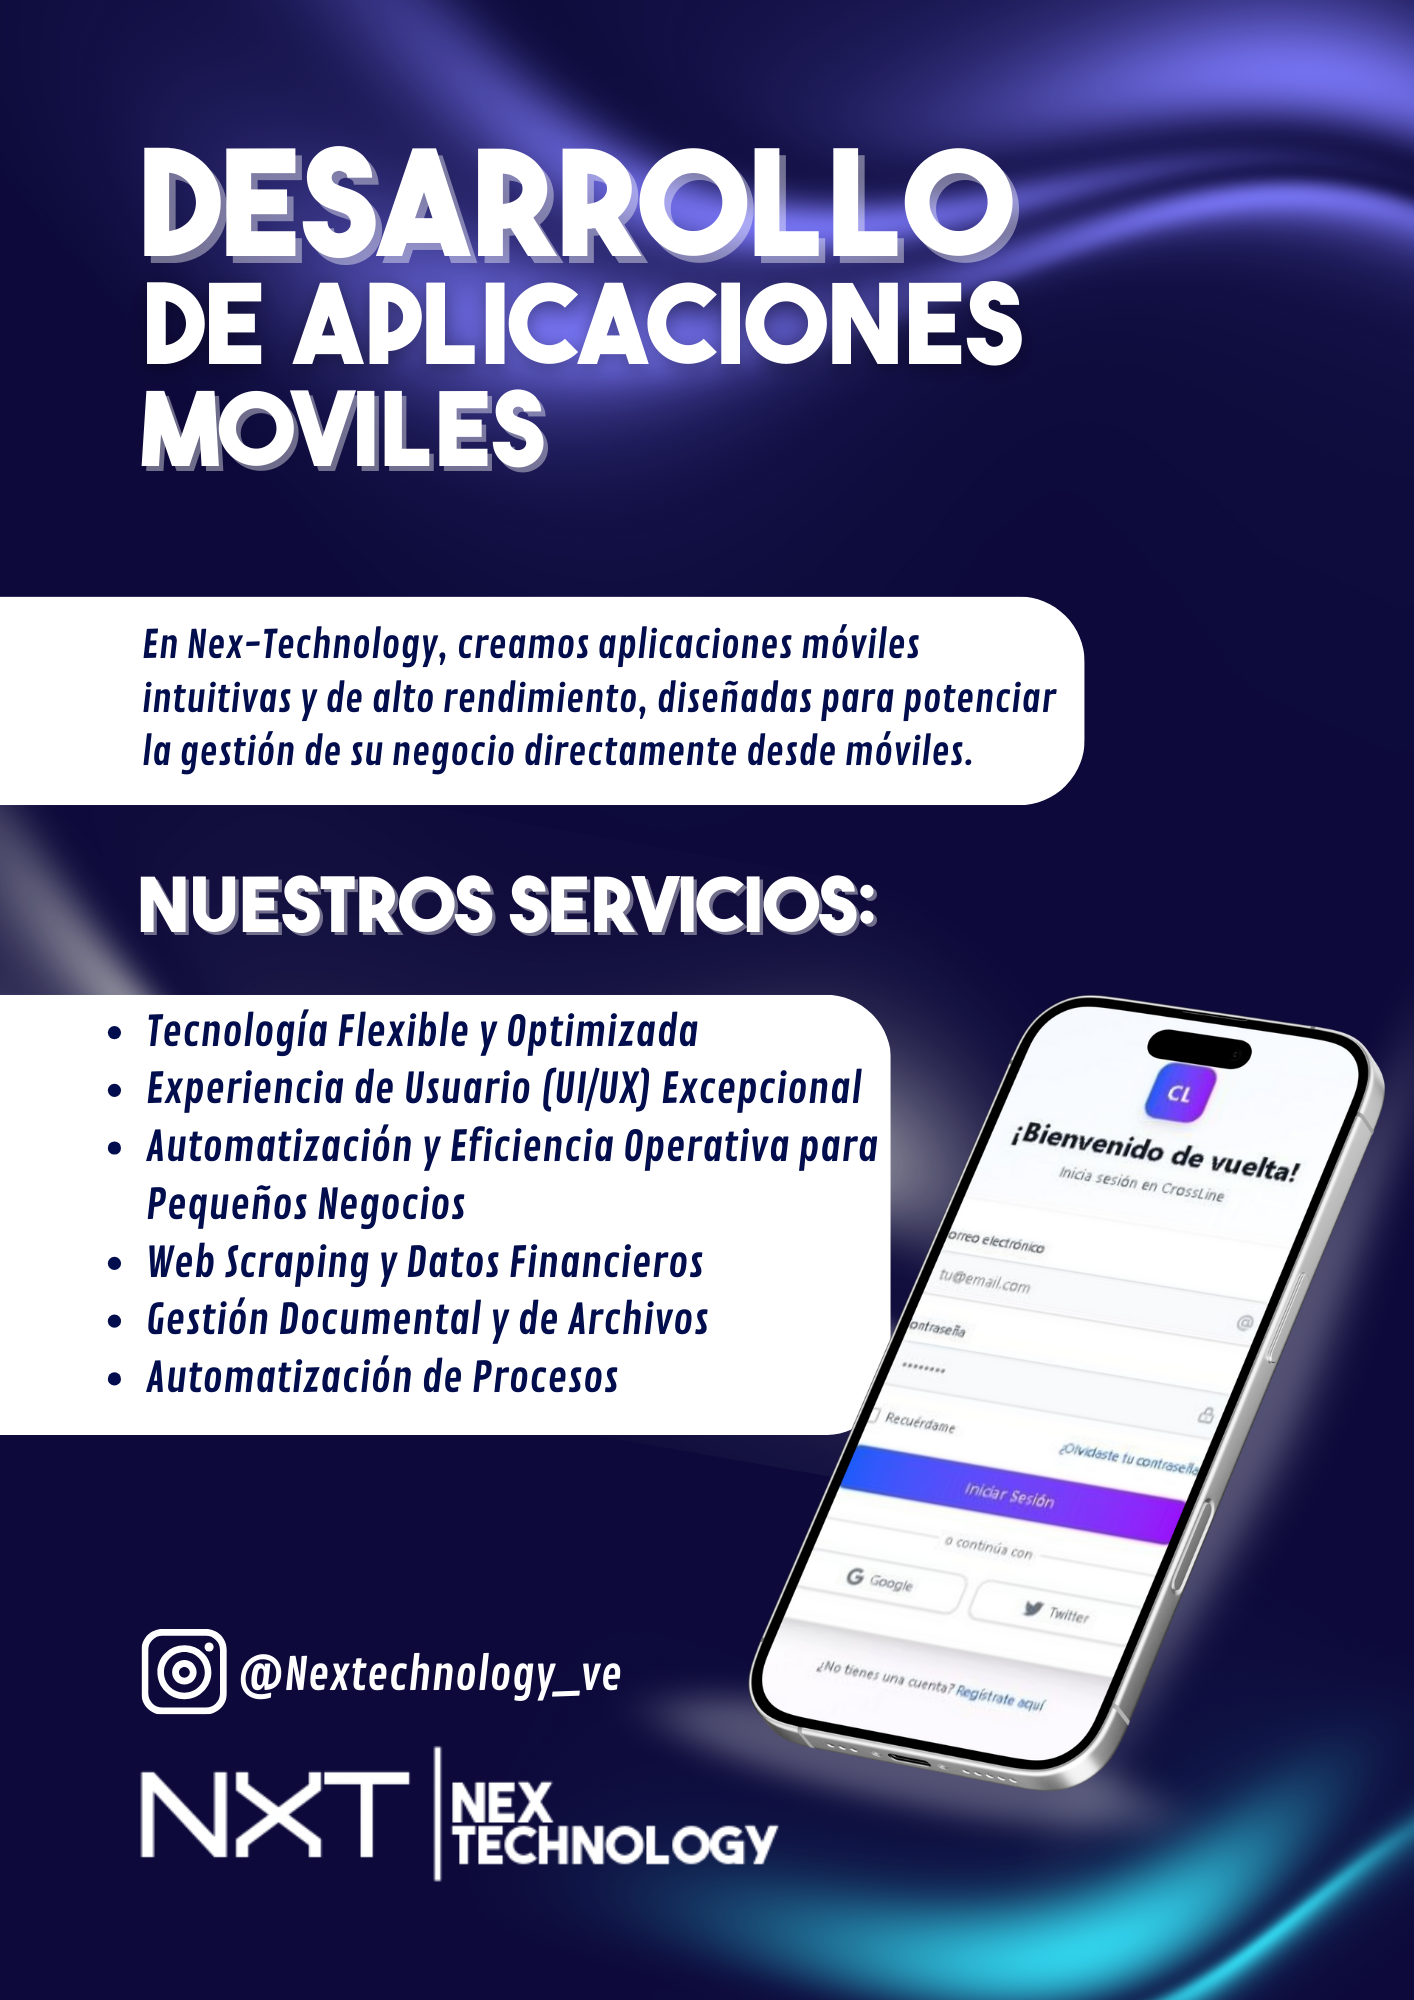 DESARROLLO
DE APLICACIONES
MOVILES
En Nex-Technology, creamos aplicaciones móviles
intuitivas y de alto rendimiento, diseñadas para potenciar
la gestión de su negocio directamente desde móviles.
NUESTROS SERVICIOS:
• Tecnología Flexible y Optimizada
• Experiencia de Usuario (UI/UX) Excepcional
• Automatización y Eficiencia Operativa para
Pequeños Negocios
• Web Scraping y Datos Financieros
• Gestión Documental y de Archivos
• Automatización de Procesos
CL
¡Bienvenido de vuelta!
Inicia sesión en CrossLine
orreo electrónico
tu@email.com
@
ontraseña
••••••••
Recuérdame
¿Olvidaste tu contraseña
Iniciar Sesión
o continúa con
G Google
Twitter
¿No tienes una cuenta? Regístrate aquí
@Nextechnology_ve
NXT
NEX
TECHNOLOGY